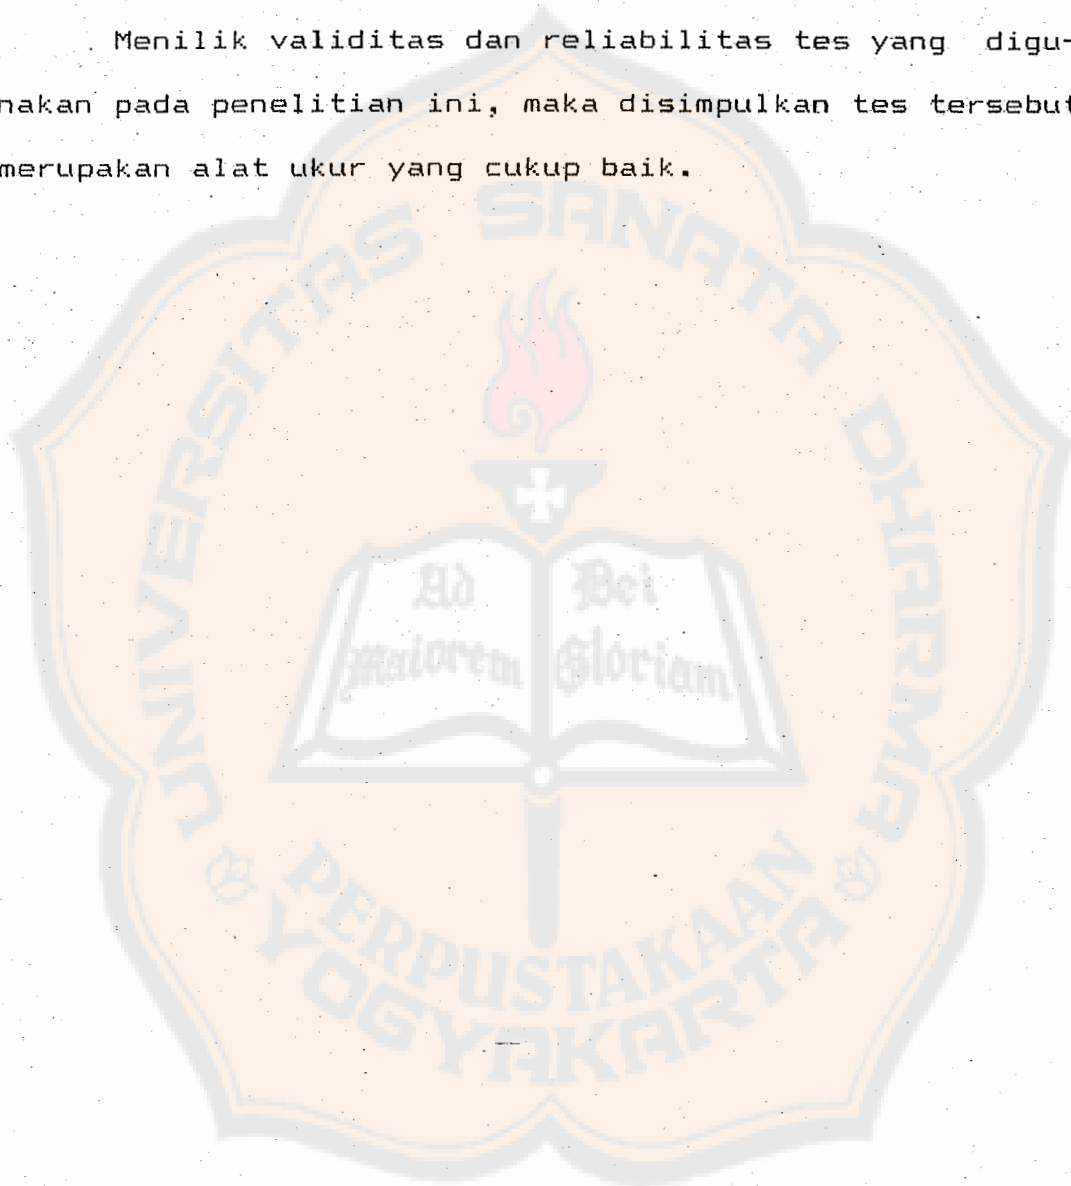 Menilik validitas dan reliabilitas tes yang digu-
nakan pada penelitian ini, maka disimpulkan tes tersebut
merupakan alat ukur yang cukup baik.
UNIVERSITAS SANATA DHARMA
Ad Dei
maiorem Gloriam
PERPUSTAKAAN
YOGYAKARTA